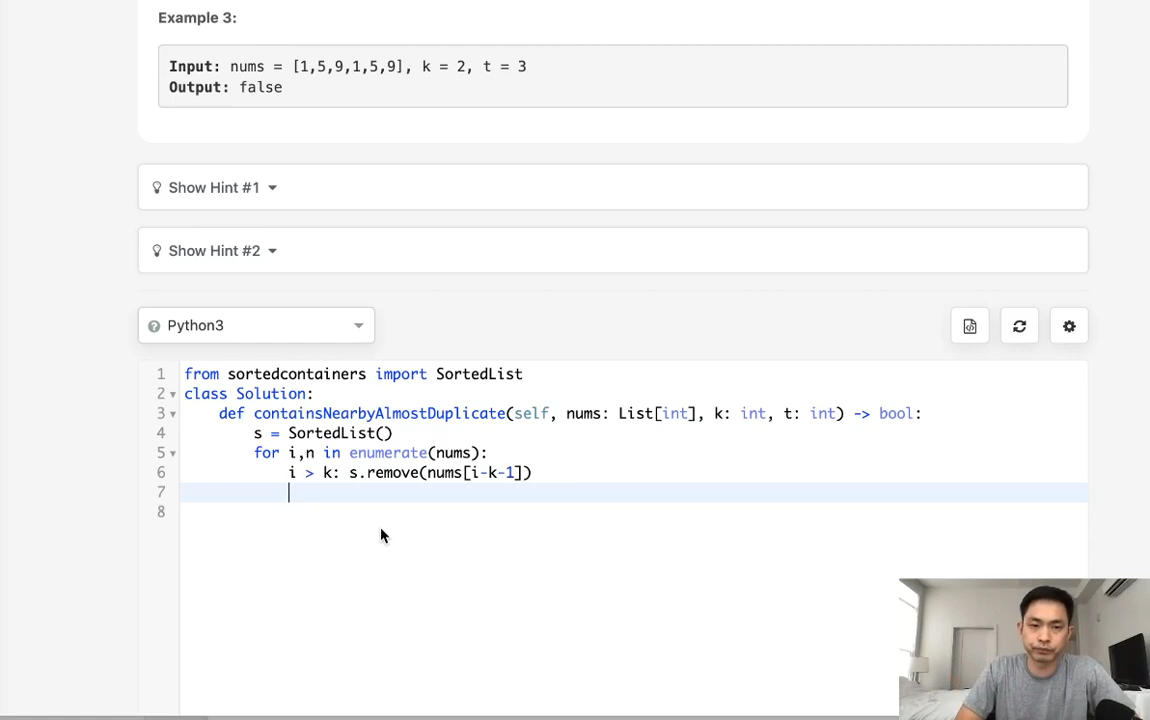 Example 3:
Input: nums = [1,5,9,1,5,9], k = 2, t = 3
Output: false
Show Hint #1
Show Hint #2
Python3
1 from sortedcontainers import SortedList
2 class Solution:
3 def containsNearbyAlmostDuplicate(self, nums: List[int], k: int, t: int) -> bool:
4 s = SortedList()
5 for i,n in enumerate(nums):
6 i > k: s.remove(nums[i-k-1])
7
8